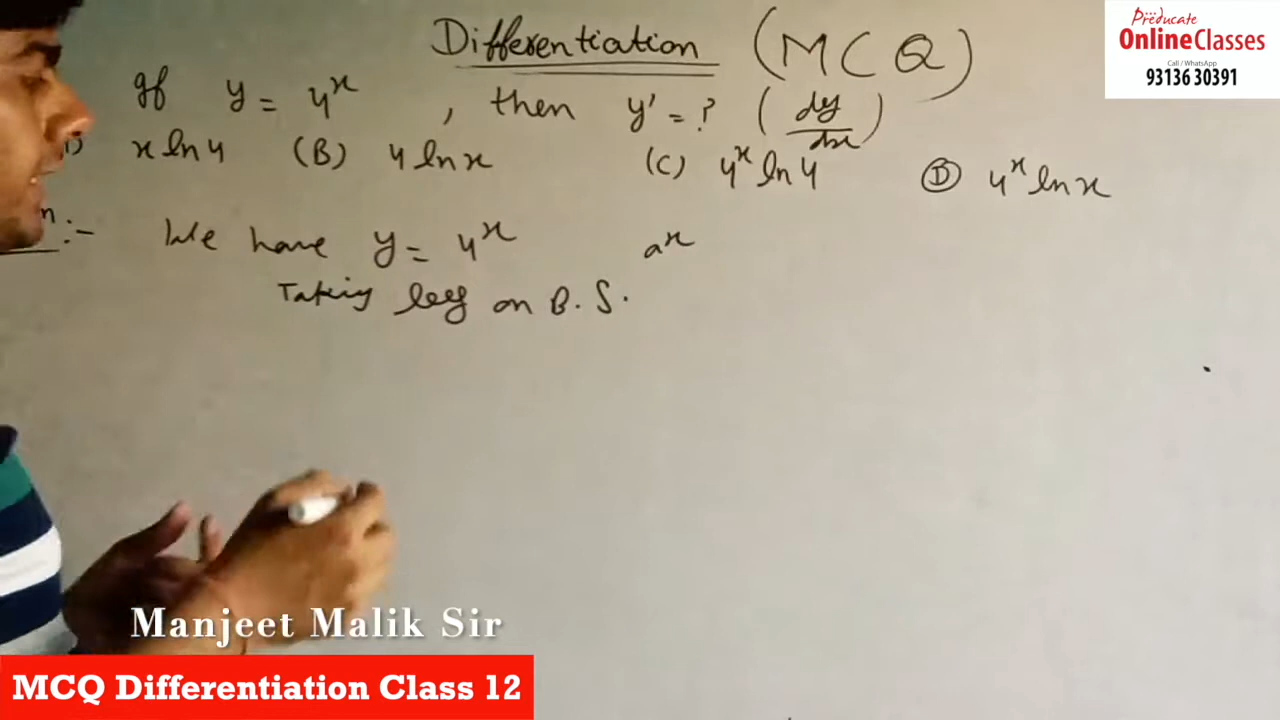 Differentiation (MCQ)
If y = 4^x , then y' = ? (dy/dx)
) x ln 4 (B) 4 ln x (C) 4^x ln 4 (D) 4^x ln x
n :- We have y = 4^x a^x
Taking log on B.S.
Preducate
OnlineClasses
Call / WhatsApp
93136 30391
Manjeet Malik Sir
MCQ Differentiation Class 12